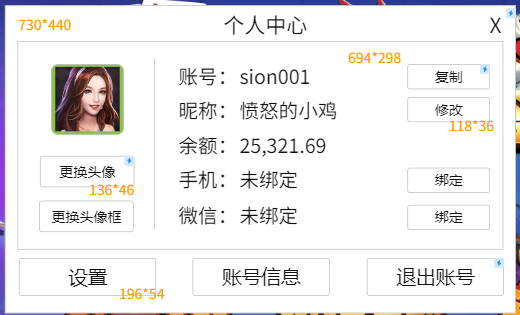 730*440
个人中心
X
694*298
账号： sion001
复制
昵称： 愤怒的小鸡
修改
118*36
余额： 25,321.69
更换头像
136*46
手机： 未绑定
绑定
更换头像框
微信： 未绑定
绑定
设置
196*54
账号信息
退出账号